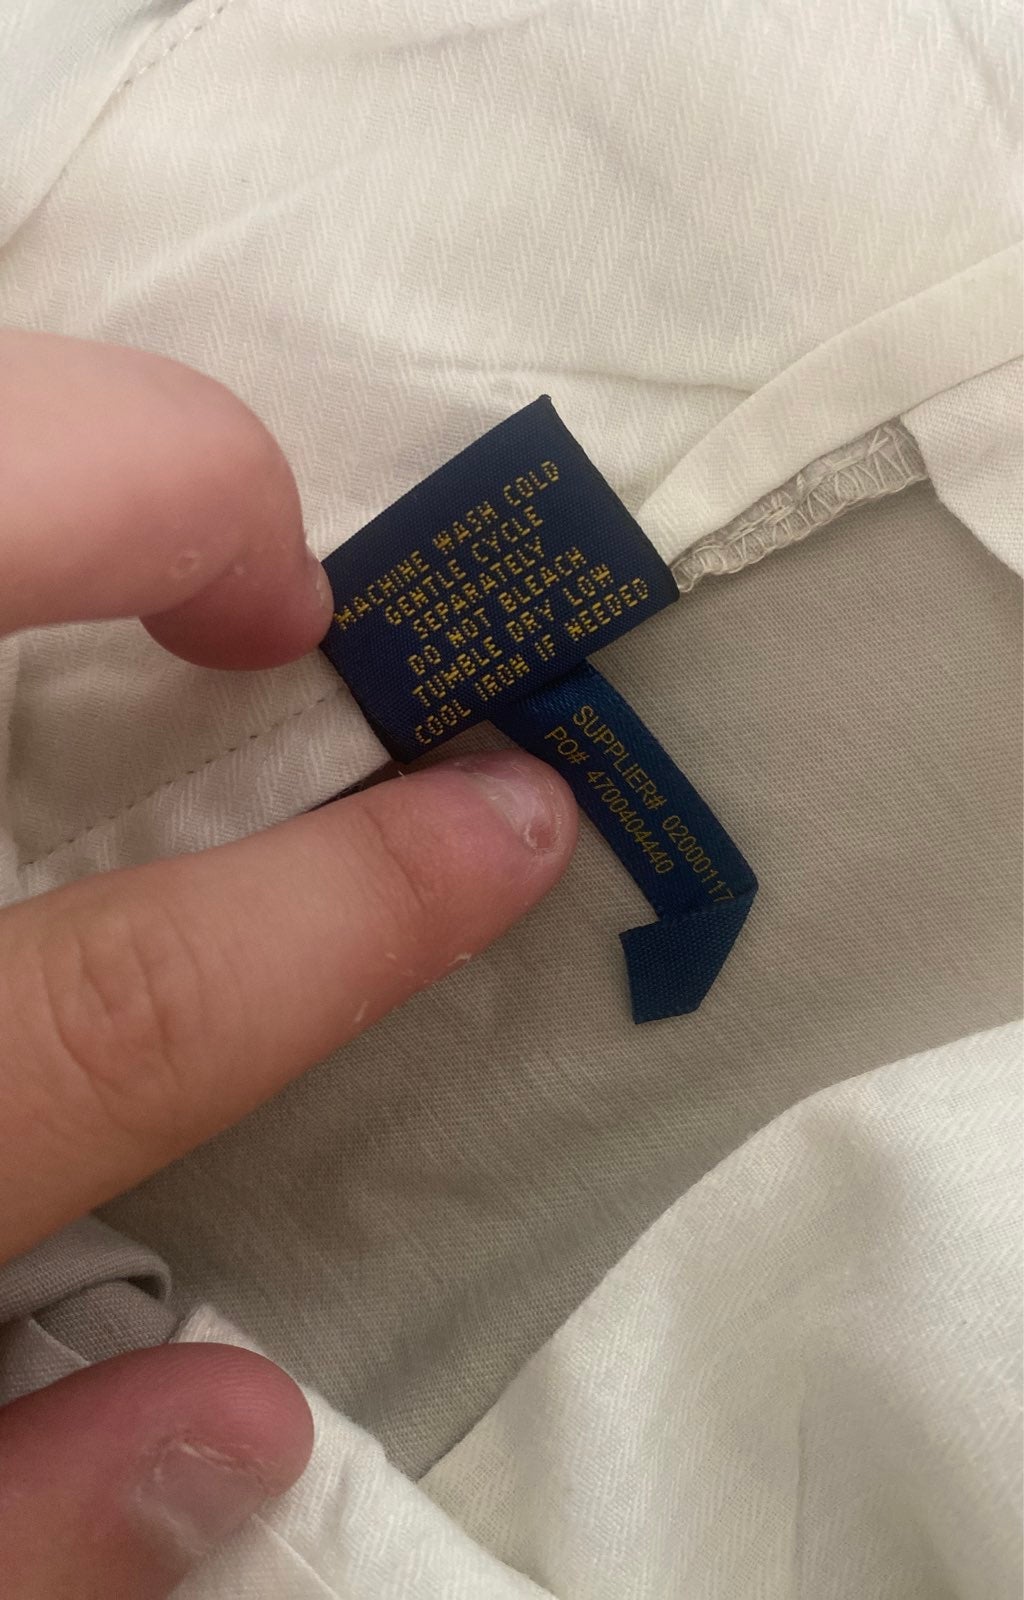 MACHINE WASH COLD
GENTLE CYCLE
SEPARATELY
DO NOT BLEACH
TUMBLE DRY LOW
COOL IRON IF NEEDED
SUPPLIER# 02000117
PO# 4700404440